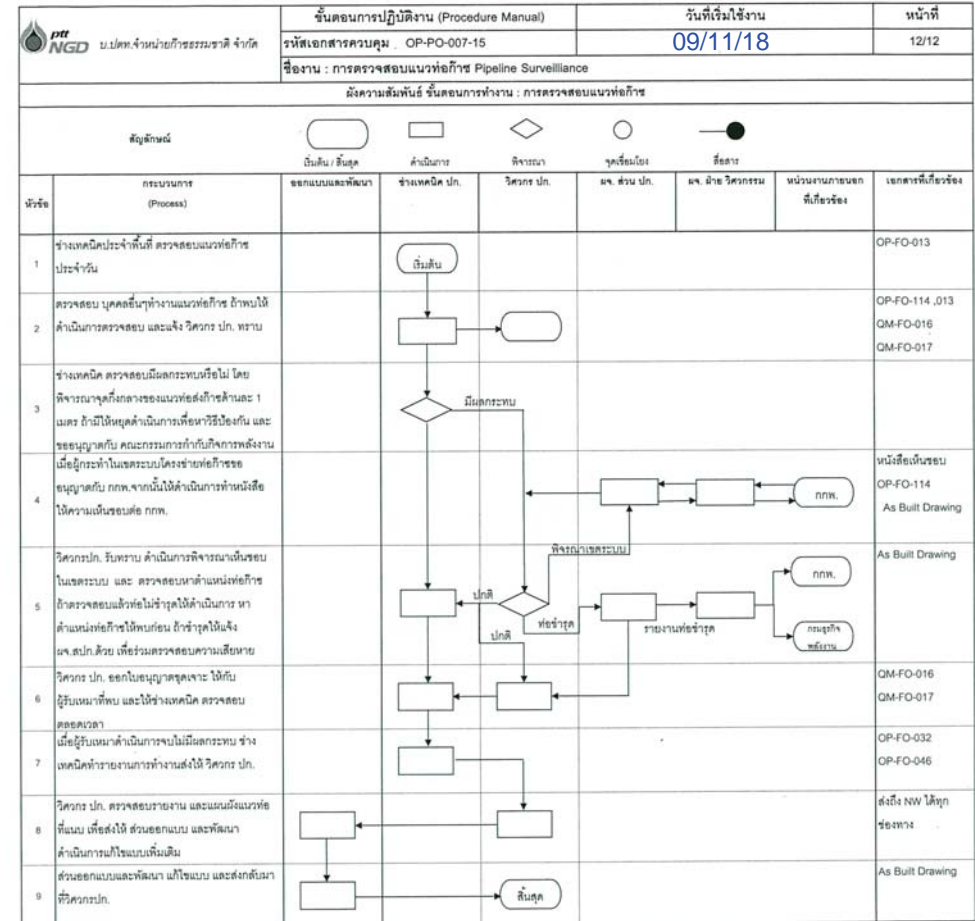 ptt
NGD บ.ปตท.จำหน่ายก๊าซธรรมชาติ จำกัด
ขั้นตอนการปฏิบัติงาน (Procedure Manual)
วันที่เริ่มใช้งาน
หน้าที่
รหัสเอกสารควบคุม . OP-PO-007-15
09/11/18
12/12
ชื่องาน : การตรวจสอบแนวท่อก๊าซ Pipeline Surveilliance
ผังความสัมพันธ์ ขั้นตอนการทำงาน : การตรวจสอบแนวท่อก๊าซ
สัญลักษณ์
เริ่มต้น / สิ้นสุด
ดำเนินการ
พิจารณา
จุดเชื่อมโยง
สื่อสาร
หัวข้อ
กระบวนการ
(Process)
ออกแบบและพัฒนา
ช่างเทคนิค ปก.
วิศวกร ปก.
ผจ. ส่วน ปก.
ผจ. ฝ่าย วิศวกรรม
หน่วยงานภายนอก
ที่เกี่ยวข้อง
เอกสารที่เกี่ยวข้อง
1
ช่างเทคนิคประจำพื้นที่ ตรวจสอบแนวท่อก๊าซ
ประจำวัน
เริ่มต้น
OP-FO-013
2
ตรวจสอบ บุคคลอื่นๆทำงานแนวท่อก๊าซ ถ้าพบให้
ดำเนินการตรวจสอบ และแจ้ง วิศวกร ปก. ทราบ
OP-FO-114 ,013
QM-FO-016
QM-FO-017
3
ช่างเทคนิค ตรวจสอบมีผลกระทบหรือไม่ โดย
พิจารณาจุดกึ่งกลางของแนวท่อส่งก๊าซด้านละ 1
เมตร ถ้ามีให้หยุดดำเนินการเพื่อหาวิธีป้องกัน และ
ขออนุญาตกับ คณะกรรมการกำกับกิจการพลังงาน
มีผลกระทบ
4
เมื่อผู้กระทำในเขตระบบโครงข่ายท่อก๊าซขอ
อนุญาตกับ กกพ.จากนั้นให้ดำเนินการทำหนังสือ
ให้ความเห็นชอบต่อ กกพ.
กกพ.
หนังสือเห็นชอบ
OP-FO-114
As Built Drawing
5
วิศวกรปก. รับทราบ ดำเนินการพิจารณาเห็นชอบ
ในเขตระบบ และ ตรวจสอบหาตำแหน่งท่อก๊าซ
ถ้าตรวจสอบแล้วท่อไม่ชำรุดให้ดำเนินการ หา
ตำแหน่งท่อก๊าซให้พบก่อน ถ้าชำรุดให้แจ้ง
ผจ.สปก.ด้วย เพื่อร่วมตรวจสอบความเสียหาย
พิจรณาเขตระบบ
ปกติ
ปกติ
ท่อชำรุด
รายงานท่อชำรุด
กกพ.
กรมธุรกิจ
พลังงาน
As Built Drawing
6
วิศวกร ปก. ออกใบอนุญาตขุดเจาะ ให้กับ
ผู้รับเหมาที่พบ และให้ช่างเทคนิค ตรวจสอบ
ตลอดเวลา
QM-FO-016
QM-FO-017
7
เมื่อผู้รับเหมาดำเนินการจบไม่มีผลกระทบ ช่าง
เทคนิคทำรายงานการทำงานส่งให้ วิศวกร ปก.
OP-FO-032
OP-FO-046
8
วิศวกร ปก. ตรวจสอบรายงาน และแผนผังแนวท่อ
ที่แนบ เพื่อส่งให้ ส่วนออกแบบ และพัฒนา
ดำเนินการแก้ไขแบบเพิ่มเติม
ส่งถึง NW ได้ทุก
ช่องทาง
9
ส่วนออกแบบและพัฒนา แก้ไขแบบ และส่งกลับมา
ที่วิศวกรปก.
สิ้นสุด
As Built Drawing